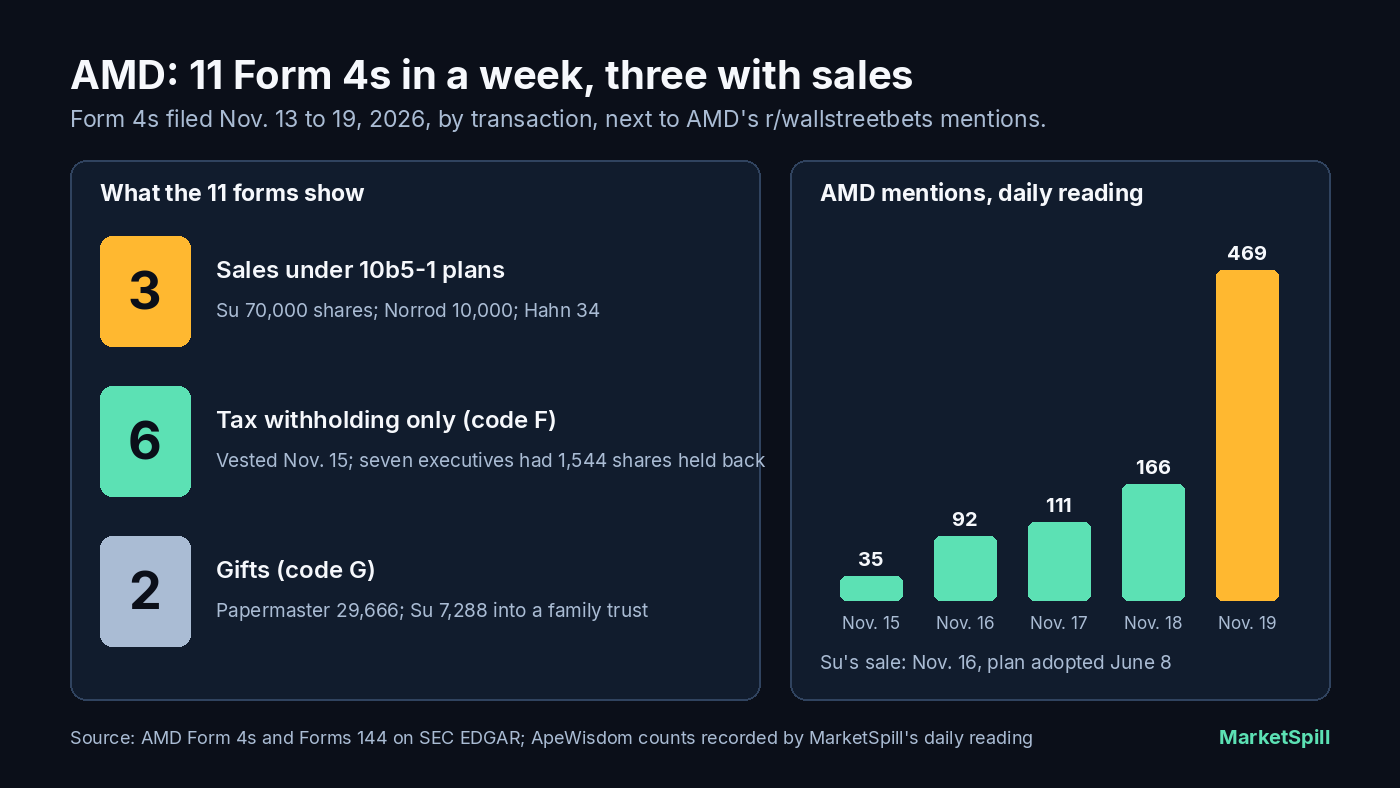 AMD: 11 Form 4s in a week, three with sales
Form 4s filed Nov. 13 to 19, 2026, by transaction, next to AMD's r/wallstreetbets mentions.
What the 11 forms show
3
Sales under 10b5-1 plans
Su 70,000 shares; Norrod 10,000; Hahn 34
6
Tax withholding only (code F)
Vested Nov. 15; seven executives had 1,544 shares held back
2
Gifts (code G)
Papermaster 29,666; Su 7,288 into a family trust
AMD mentions, daily reading
35
92
111
166
469
Nov. 15
Nov. 16
Nov. 17
Nov. 18
Nov. 19
Su's sale: Nov. 16, plan adopted June 8
Source: AMD Form 4s and Forms 144 on SEC EDGAR; ApeWisdom counts recorded by MarketSpill's daily reading
MarketSpill